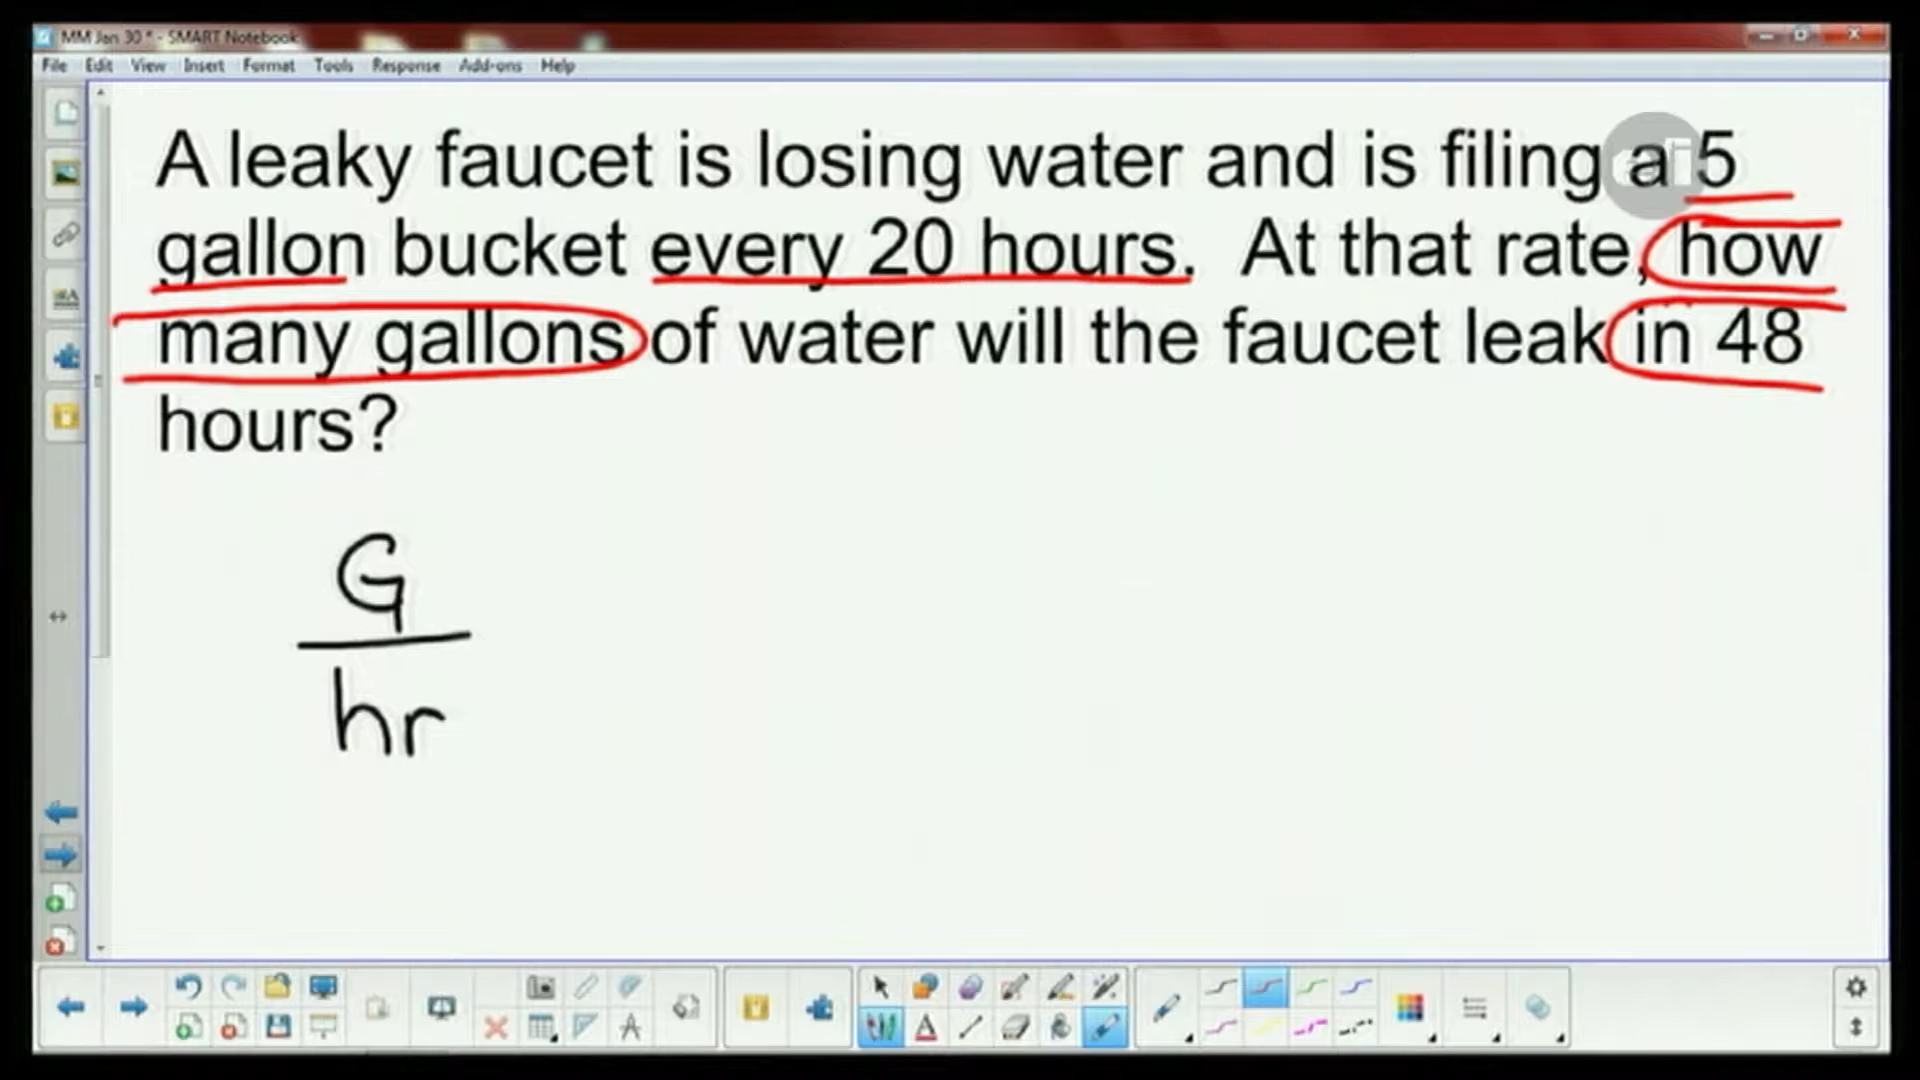 MM Jan 30 * - SMART Notebook
File Edit View Insert Format Tools Response Add-ons Help
A leaky faucet is losing water and is filing a 5
gallon bucket every 20 hours. At that rate, how
many gallons of water will the faucet leak in 48
hours?
G
hr